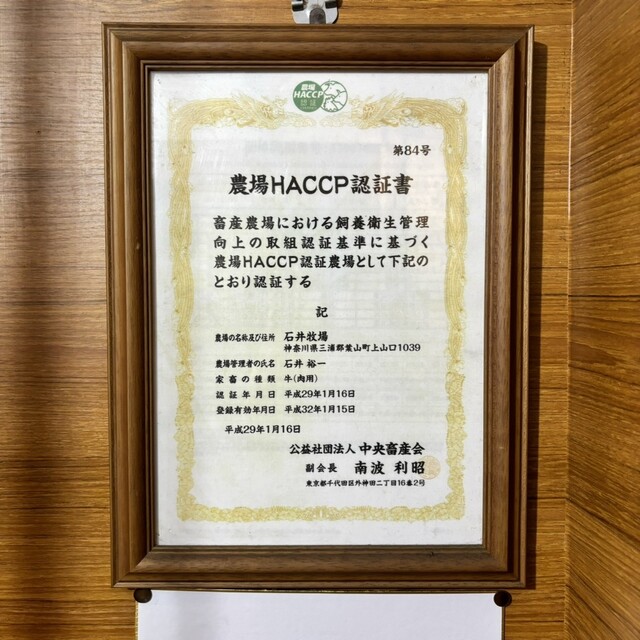 農場
HACCP
認証
第84号
農場HACCP認証書
畜産農場における飼養衛生管理
向上の取組認証基準に基づく
農場HACCP認証農場として下記の
とおり認証する
記
農場の名称及び住所 石井牧場
神奈川県三浦郡葉山町上山口1039
農場管理者の氏名 石井 裕一
家畜の種類 牛(肉用)
認証年月日 平成29年1月16日
登録有効年月日 平成32年1月15日
平成29年1月16日
公益社団法人 中央畜産会
副会長 南波 利昭
東京都千代田区外神田二丁目16番2号